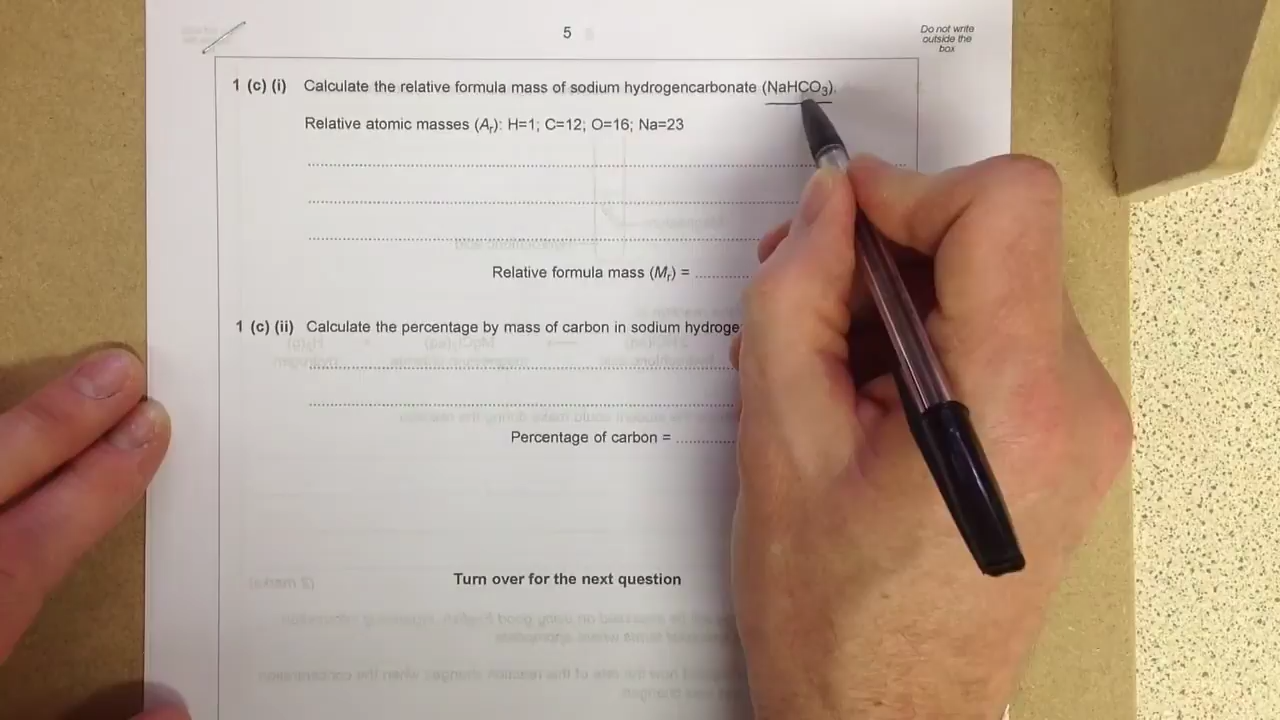 5
Do not write
outside the
box
1 (c) (i) Calculate the relative formula mass of sodium hydrogencarbonate (NaHCO₃).
Relative atomic masses (Aᵣ): H=1; C=12; O=16; Na=23
Relative formula mass (Mᵣ) =
1 (c) (ii) Calculate the percentage by mass of carbon in sodium
Percentage of carbon =
Turn over for the next question